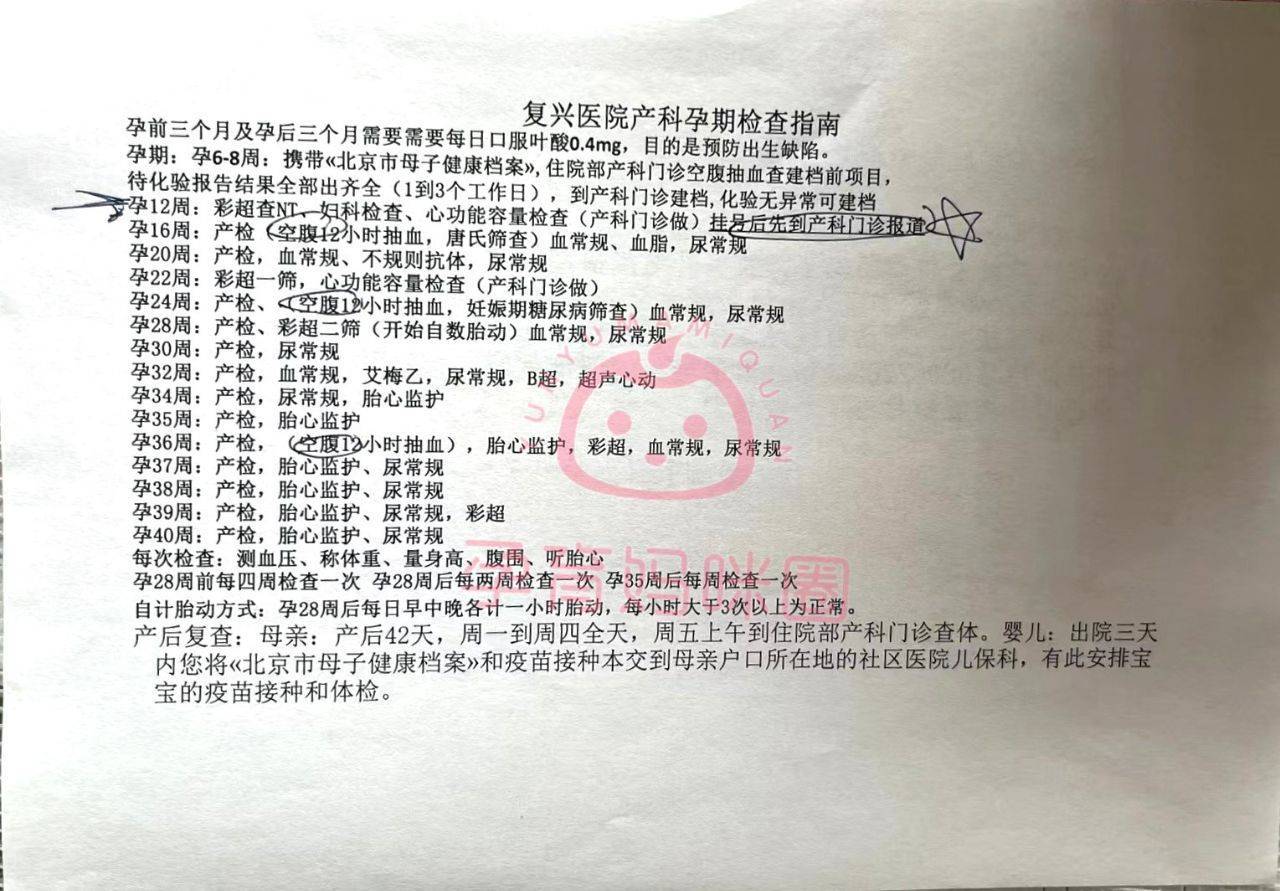 复兴医院产科孕期检查指南
孕前三个月及孕后三个月需要需要每日口服叶酸0.4mg，目的是预防出生缺陷。
孕期：孕6-8周：携带«北京市母子健康档案»,住院部产科门诊空腹抽血查建档前项目，
待化验报告结果全部出齐全（1到3个工作日），到产科门诊建档,化验无异常可建档
孕12周：彩超查NT、妇科检查、心功能容量检查（产科门诊做）挂号后先到产科门诊报道
孕16周：产检（空腹12小时抽血，唐氏筛查）血常规、血脂，尿常规
孕20周：产检，血常规、不规则抗体，尿常规
孕22周：彩超一筛，心功能容量检查（产科门诊做）
孕24周：产检、（空腹12小时抽血，妊娠期糖尿病筛查）血常规，尿常规
孕28周：产检、彩超二筛（开始自数胎动）血常规，尿常规
孕30周：产检，尿常规
孕32周：产检，血常规，艾梅乙，尿常规，B超，超声心动
孕34周：产检，尿常规，胎心监护
孕35周：产检，胎心监护
孕36周：产检，（空腹12小时抽血），胎心监护，彩超，血常规，尿常规
孕37周：产检，胎心监护、尿常规
孕38周：产检，胎心监护、尿常规
孕39周：产检，胎心监护、尿常规，彩超
孕40周：产检，胎心监护、尿常规
每次检查：测血压、称体重、量身高、腹围、听胎心
孕28周前每四周检查一次 孕28周后每两周检查一次 孕35周后每周检查一次
自计胎动方式：孕28周后每日早中晚各计一小时胎动，每小时大于3次以上为正常。
产后复查：母亲：产后42天，周一到周四全天，周五上午到住院部产科门诊查体。婴儿：出院三天
内您将«北京市母子健康档案»和疫苗接种本交到母亲户口所在地的社区医院儿保科，有此安排宝
宝的疫苗接种和体检。
YUNYUMAMIQUAN
孕育妈咪圈